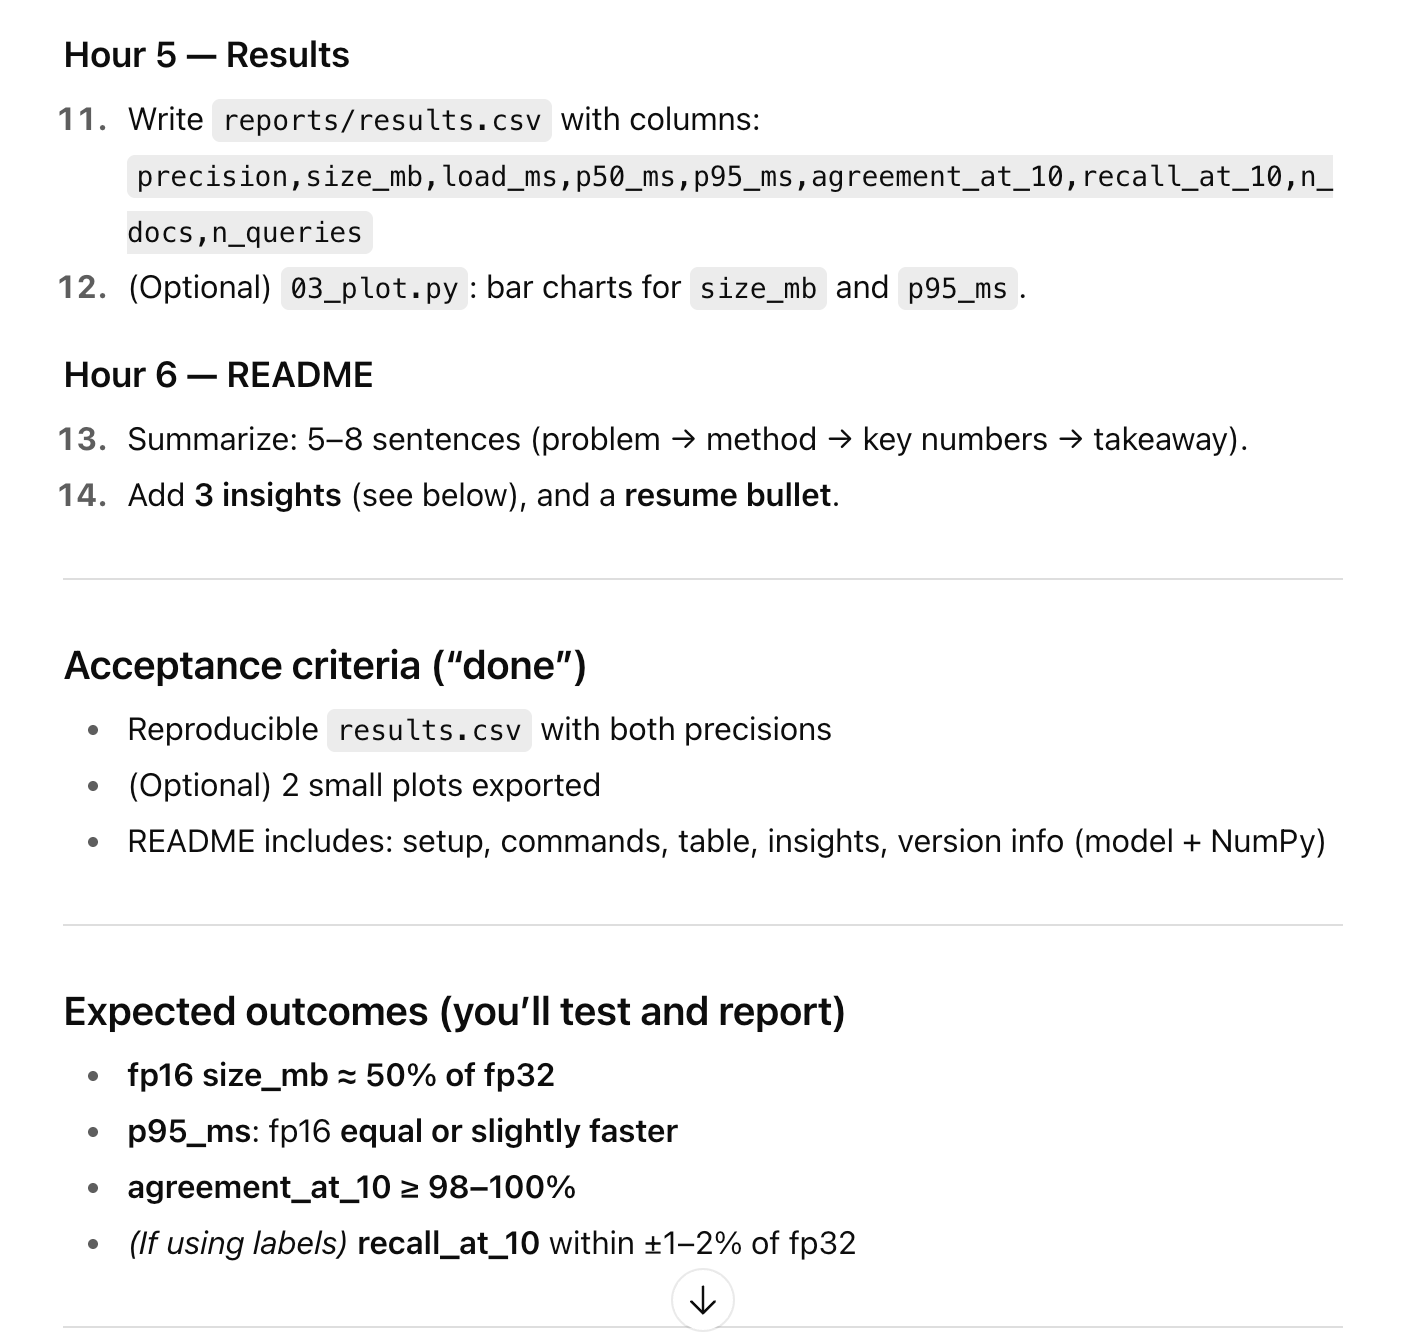 Hour 5 — Results
11. Write reports/results.csv with columns:
precision,size_mb,load_ms,p50_ms,p95_ms,agreement_at_10,recall_at_10,n_
docs,n_queries
12. (Optional) 03_plot.py: bar charts for size_mb and p95_ms.
Hour 6 — README
13. Summarize: 5–8 sentences (problem → method → key numbers → takeaway).
14. Add 3 insights (see below), and a resume bullet.
Acceptance criteria (“done”)
• Reproducible results.csv with both precisions
• (Optional) 2 small plots exported
• README includes: setup, commands, table, insights, version info (model + NumPy)
Expected outcomes (you’ll test and report)
• fp16 size_mb ≈ 50% of fp32
• p95_ms: fp16 equal or slightly faster
• agreement_at_10 ≥ 98–100%
• (If using labels) recall_at_10 within ±1–2% of fp32